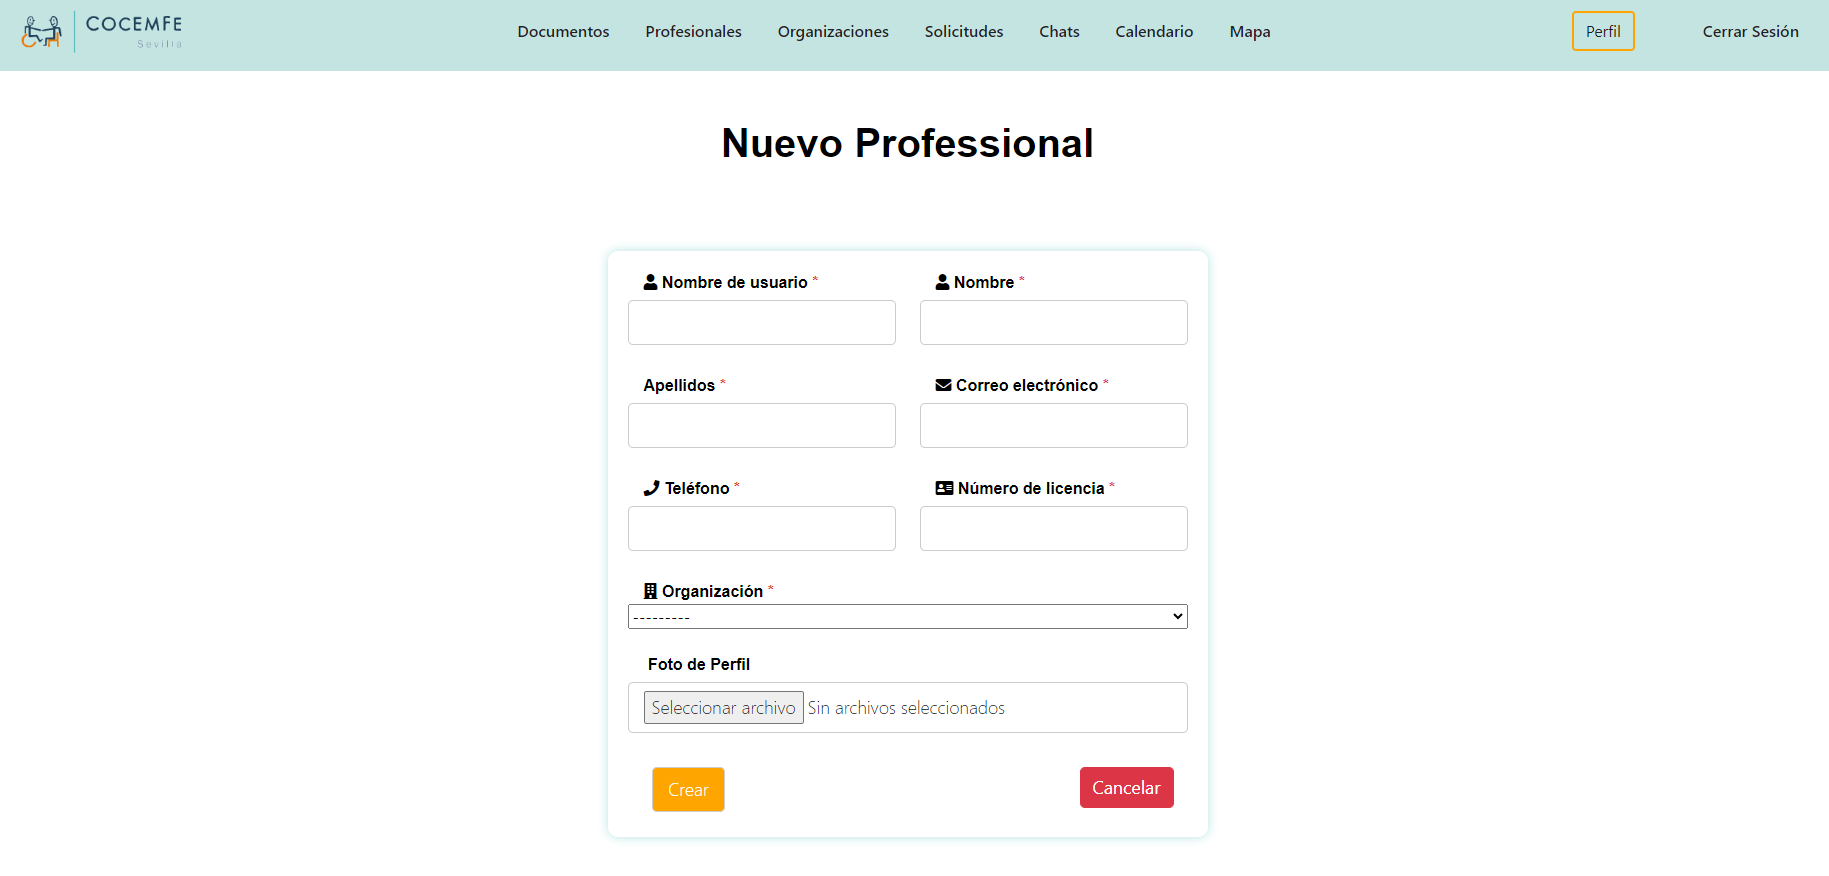 COCEMFE
Sevilla
Documentos Profesionales Organizaciones Solicitudes Chats Calendario Mapa Perfil Cerrar Sesión
Nuevo Professional
Nombre de usuario * Nombre *
Apellidos * Correo electrónico *
Teléfono * Número de licencia *
Organización *
---------
Foto de Perfil
Seleccionar archivo Sin archivos seleccionados
Crear Cancelar